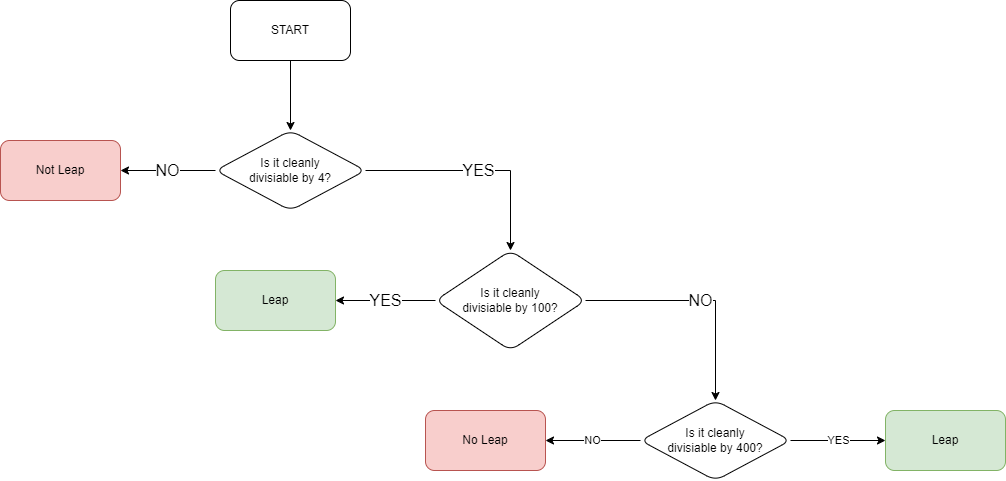 START
Is it cleanly
divisiable by 4?
Not Leap
NO
YES
Is it cleanly
divisiable by 100?
Leap
YES
NO
Is it cleanly
divisiable by 400?
No Leap
NO
YES
Leap